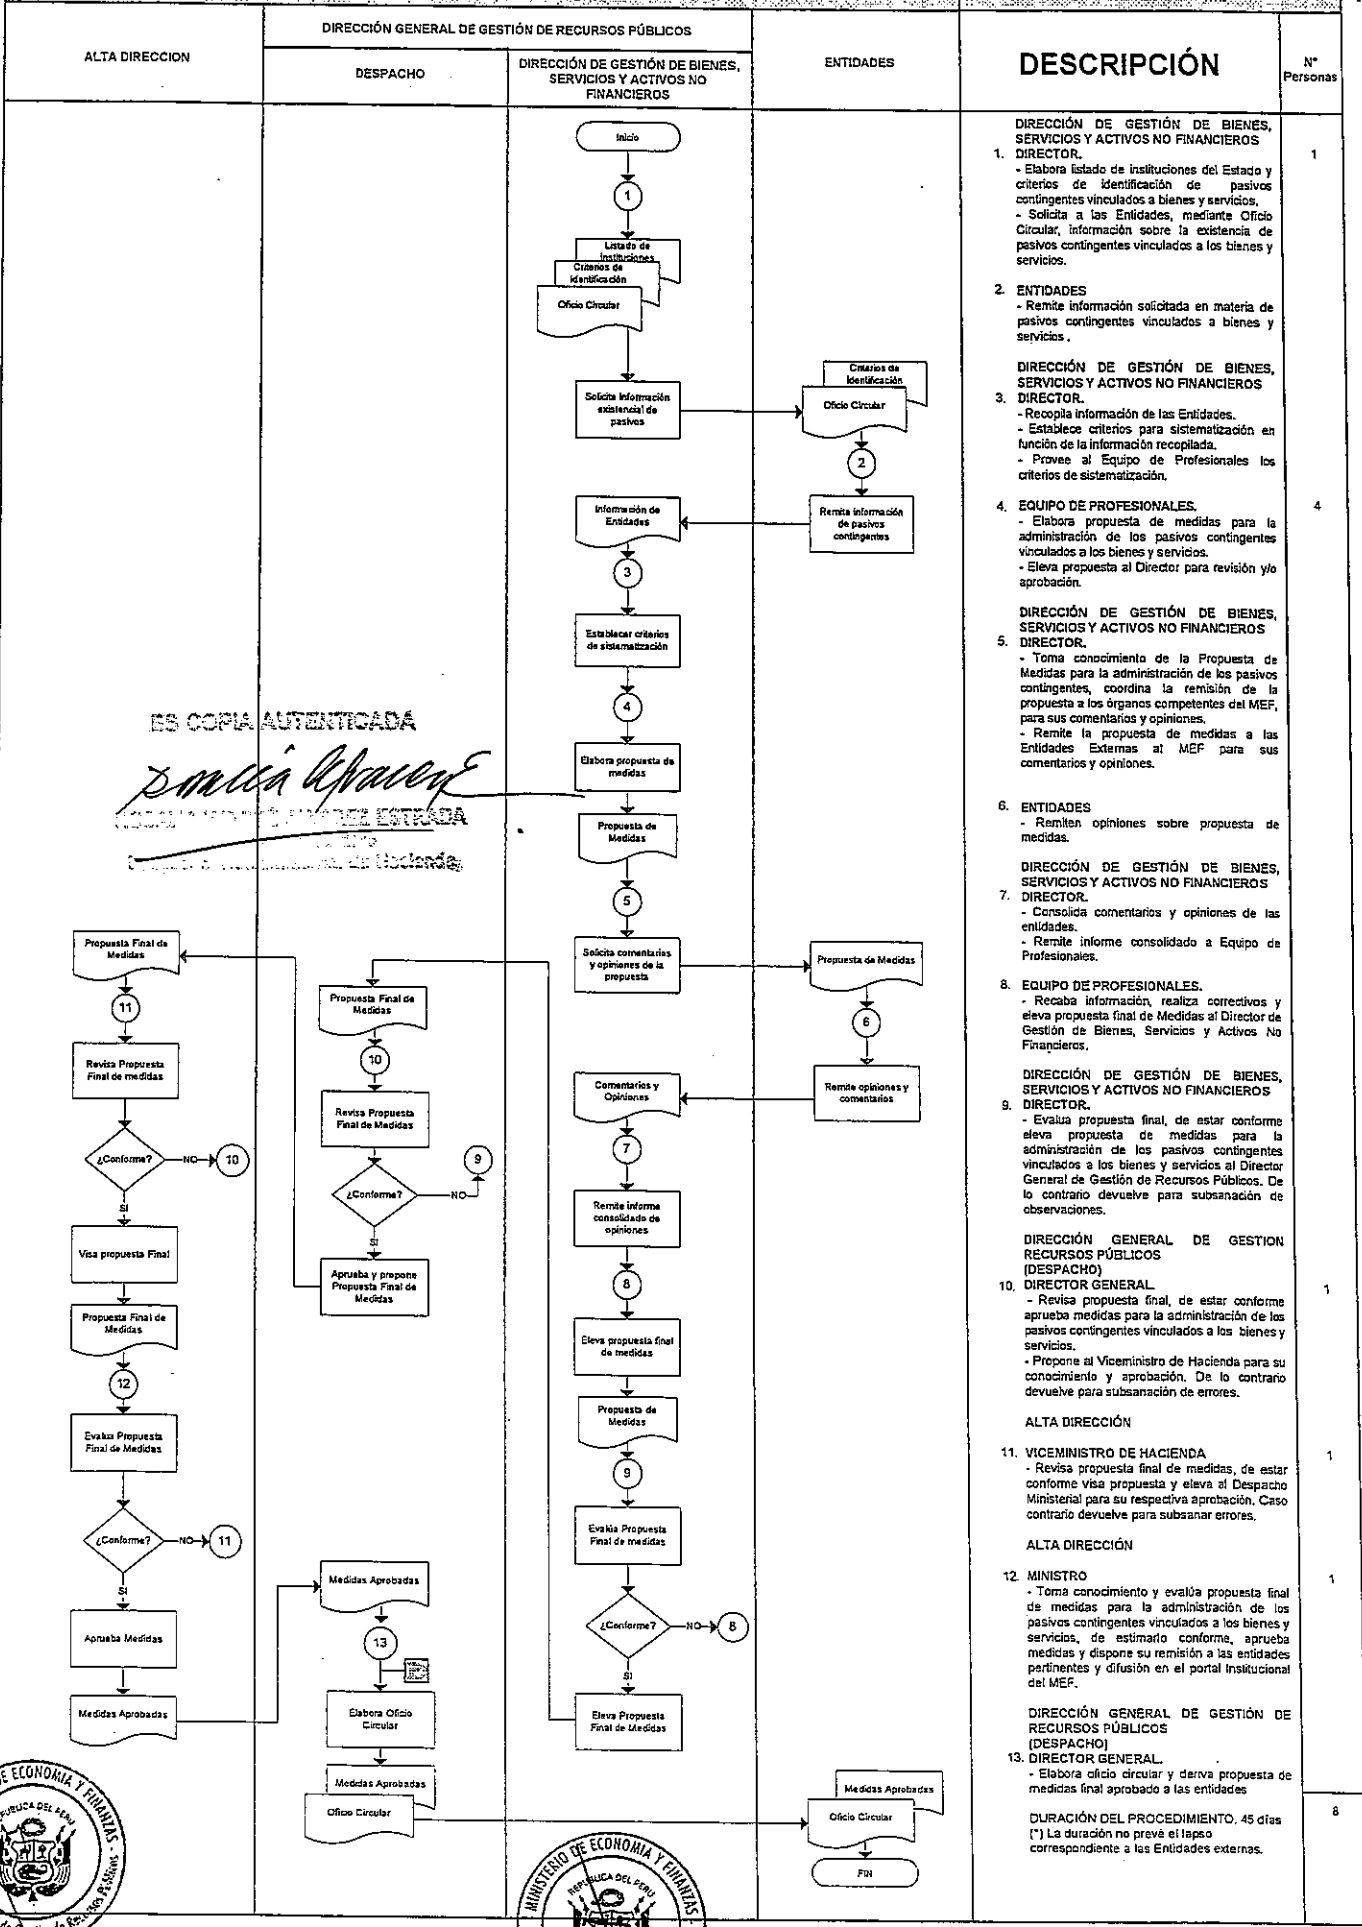 ALTA DIRECCION
DIRECCIÓN GENERAL DE GESTIÓN DE RECURSOS PÚBLICOS
DESPACHO
DIRECCIÓN DE GESTIÓN DE BIENES,
SERVICIOS Y ACTIVOS NO
FINANCIEROS
ENTIDADES
DESCRIPCIÓN
N°
Personas
Inicio
1
Listado de
Instituciones
Criterios de
Identificación
Oficio Circular
Solicita Información
existencial de
pasivos
Criterios de
Identificación
Oficio Circular
2
Remite información
de pasivos
contingentes
Información de
Entidades
3
Establecer criterios
de sistematización
4
Elabora propuesta de
medidas
Propuesta de
Medidas
5
Solicita comentarios
y opiniones de la
propuesta
Propuesta de Medidas
6
Remite opiniones y
comentarios
Comentarios y
Opiniones
7
Remite informe
consolidado de
opiniones
8
Eleva propuesta final
de medidas
Propuesta de
Medidas
9
Evalúa Propuesta
Final de medidas
¿Conforme?
NO
8
SI
Eleva Propuesta
Final de Medidas
Propuesta Final de
Medidas
10
Revisa Propuesta
Final de Medidas
¿Conforme?
NO
9
SI
Aprueba y propone
Propuesta Final de
Medidas
Propuesta Final de
Medidas
11
Revisa Propuesta
Final de medidas
¿Conforme?
NO
10
SI
Visa propuesta Final
Propuesta Final de
Medidas
12
Evalua Propuesta
Final de Medidas
¿Conforme?
NO
11
SI
Aprueba Medidas
Medidas Aprobadas
Medidas Aprobadas
13
Elabora Oficio
Circular
Medidas Aprobadas
Oficio Circular
Medidas Aprobadas
Oficio Circular
FIN
ES COPIA AUTENTICADA
ESTRADA
de Hacienda
DIRECCIÓN DE GESTIÓN DE BIENES,
SERVICIOS Y ACTIVOS NO FINANCIEROS
1. DIRECTOR. 1
- Elabora listado de instituciones del Estado y
criterios de identificación de pasivos
contingentes vinculados a bienes y servicios.
- Solicita a las Entidades, mediante Oficio
Circular, información sobre la existencia de
pasivos contingentes vinculados a los bienes y
servicios.
2. ENTIDADES
- Remite información solicitada en materia de
pasivos contingentes vinculados a bienes y
servicios.
DIRECCIÓN DE GESTIÓN DE BIENES,
SERVICIOS Y ACTIVOS NO FINANCIEROS
3. DIRECTOR.
- Recopila información de las Entidades.
- Establece criterios para sistematización en
función de la información recopilada.
- Provee al Equipo de Profesionales los
criterios de sistematización.
4. EQUIPO DE PROFESIONALES. 4
- Elabora propuesta de medidas para la
administración de los pasivos contingentes
vinculados a los bienes y servicios.
- Eleva propuesta al Director para revisión y/o
aprobación.
DIRECCIÓN DE GESTIÓN DE BIENES,
SERVICIOS Y ACTIVOS NO FINANCIEROS
5. DIRECTOR.
- Toma conocimiento de la Propuesta de
Medidas para la administración de los pasivos
contingentes, coordina la remisión de la
propuesta a los órganos competentes del MEF,
para sus comentarios y opiniones.
- Remite la propuesta de medidas a las
Entidades Externas al MEF para sus
comentarios y opiniones.
6. ENTIDADES
- Remiten opiniones sobre propuesta de
medidas.
DIRECCIÓN DE GESTIÓN DE BIENES,
SERVICIOS Y ACTIVOS NO FINANCIEROS
7. DIRECTOR.
- Consolida comentarios y opiniones de las
entidades.
- Remite informe consolidado a Equipo de
Profesionales.
8. EQUIPO DE PROFESIONALES.
- Recaba información, realiza correctivos y
eleva propuesta final de Medidas al Director de
Gestión de Bienes, Servicios y Activos No
Financieros.
DIRECCIÓN DE GESTIÓN DE BIENES,
SERVICIOS Y ACTIVOS NO FINANCIEROS
9. DIRECTOR.
- Evalua propuesta final, de estar conforme
eleva propuesta de medidas para la
administración de los pasivos contingentes
vinculados a los bienes y servicios al Director
General de Gestión de Recursos Públicos. De
lo contrario devuelve para subsanación de
observaciones.
DIRECCIÓN GENERAL DE GESTION
RECURSOS PÚBLICOS
(DESPACHO)
10. DIRECTOR GENERAL 1
- Revisa propuesta final, de estar conforme
aprueba medidas para la administración de los
pasivos contingentes vinculados a los bienes y
servicios.
- Propone al Viceministro de Hacienda para su
conocimiento y aprobación. De lo contrario
devuelve para subsanación de errores.
ALTA DIRECCIÓN
11. VICEMINISTRO DE HACIENDA 1
- Revisa propuesta final de medidas, de estar
conforme visa propuesta y eleva al Despacho
Ministerial para su respectiva aprobación. Caso
contrario devuelve para subsanar errores.
ALTA DIRECCIÓN
12. MINISTRO 1
- Toma conocimiento y evalúa propuesta final
de medidas para la administración de los
pasivos contingentes vinculados a los bienes y
servicios, de estimarlo conforme, aprueba
medidas y dispone su remisión a las entidades
pertinentes y difusión en el portal Institucional
del MEF.
DIRECCIÓN GENERAL DE GESTIÓN DE
RECURSOS PÚBLICOS
(DESPACHO)
13. DIRECTOR GENERAL.
- Elabora oficio circular y deriva propuesta de
medidas final aprobado a las entidades
8
DURACIÓN DEL PROCEDIMIENTO. 45 días
(*) La duración no prevé el lapso
correspondiente a las Entidades externas.
E ECONOMIA Y FINANZAS
MINISTERIO DE ECONOMIA Y FINANZAS
REPUBLICA DEL PERU